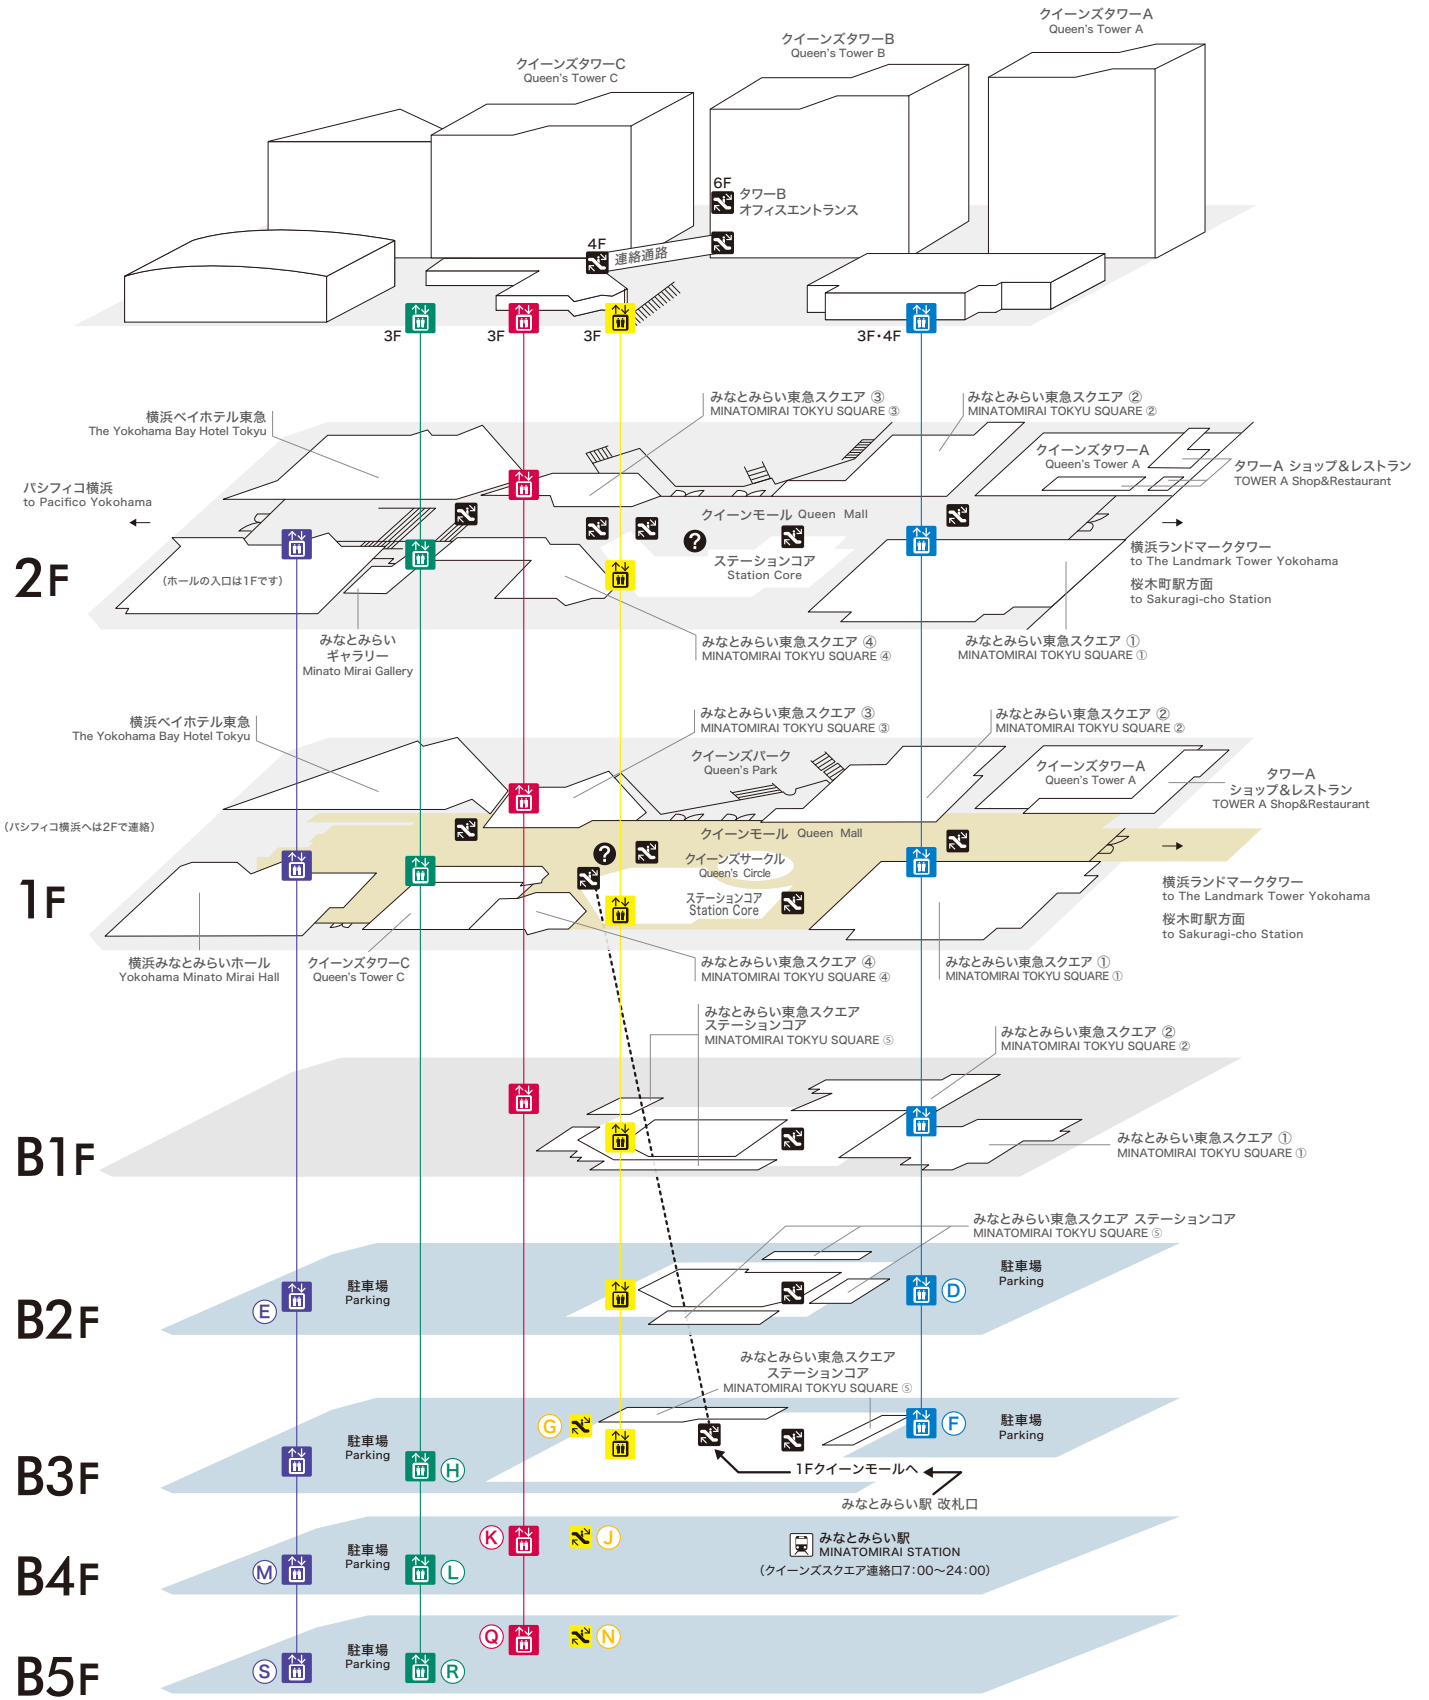 クイーンズタワーA
Queen's Tower A
クイーンズタワーB
Queen's Tower B
クイーンズタワーC
Queen's Tower C
6F
タワーB
オフィスエントランス
4F
連絡通路
3F
3F
3F
3F・4F
みなとみらい東急スクエア ③
MINATOMIRAI TOKYU SQUARE ③
みなとみらい東急スクエア ②
MINATOMIRAI TOKYU SQUARE ②
横浜ベイホテル東急
The Yokohama Bay Hotel Tokyu
クイーンズタワーA
Queen's Tower A
タワーA ショップ&レストラン
TOWER A Shop&Restaurant
パシフィコ横浜
to Pacifico Yokohama
クイーンモール Queen Mall
?
ステーションコア
Station Core
横浜ランドマークタワー
to The Landmark Tower Yokohama
桜木町駅方面
to Sakuragi-cho Station
2F
(ホールの入口は1Fです)
みなとみらい
ギャラリー
Minato Mirai Gallery
みなとみらい東急スクエア ④
MINATOMIRAI TOKYU SQUARE ④
みなとみらい東急スクエア ①
MINATOMIRAI TOKYU SQUARE ①
横浜ベイホテル東急
The Yokohama Bay Hotel Tokyu
みなとみらい東急スクエア ③
MINATOMIRAI TOKYU SQUARE ③
みなとみらい東急スクエア ②
MINATOMIRAI TOKYU SQUARE ②
クイーンズパーク
Queen's Park
クイーンズタワーA
Queen's Tower A
タワーA
ショップ&レストラン
TOWER A Shop&Restaurant
(パシフィコ横浜へは2Fで連絡)
クイーンモール Queen Mall
?
クイーンズサークル
Queen's Circle
ステーションコア
Station Core
横浜ランドマークタワー
to The Landmark Tower Yokohama
桜木町駅方面
to Sakuragi-cho Station
1F
横浜みなとみらいホール
Yokohama Minato Mirai Hall
クイーンズタワーC
Queen's Tower C
みなとみらい東急スクエア ④
MINATOMIRAI TOKYU SQUARE ④
みなとみらい東急スクエア ①
MINATOMIRAI TOKYU SQUARE ①
みなとみらい東急スクエア
ステーションコア
MINATOMIRAI TOKYU SQUARE ⑤
みなとみらい東急スクエア ②
MINATOMIRAI TOKYU SQUARE ②
B1F
みなとみらい東急スクエア ①
MINATOMIRAI TOKYU SQUARE ①
みなとみらい東急スクエア ステーションコア
MINATOMIRAI TOKYU SQUARE ⑤
B2F
E
駐車場
Parking
D
駐車場
Parking
みなとみらい東急スクエア
ステーションコア
MINATOMIRAI TOKYU SQUARE ⑤
B3F
駐車場
Parking
H
G
F
駐車場
Parking
1Fクイーンモールへ
みなとみらい駅 改札口
B4F
M
駐車場
Parking
L
K
J
みなとみらい駅
MINATOMIRAI STATION
(クイーンズスクエア連絡口7:00〜24:00)
B5F
S
駐車場
Parking
R
Q
N